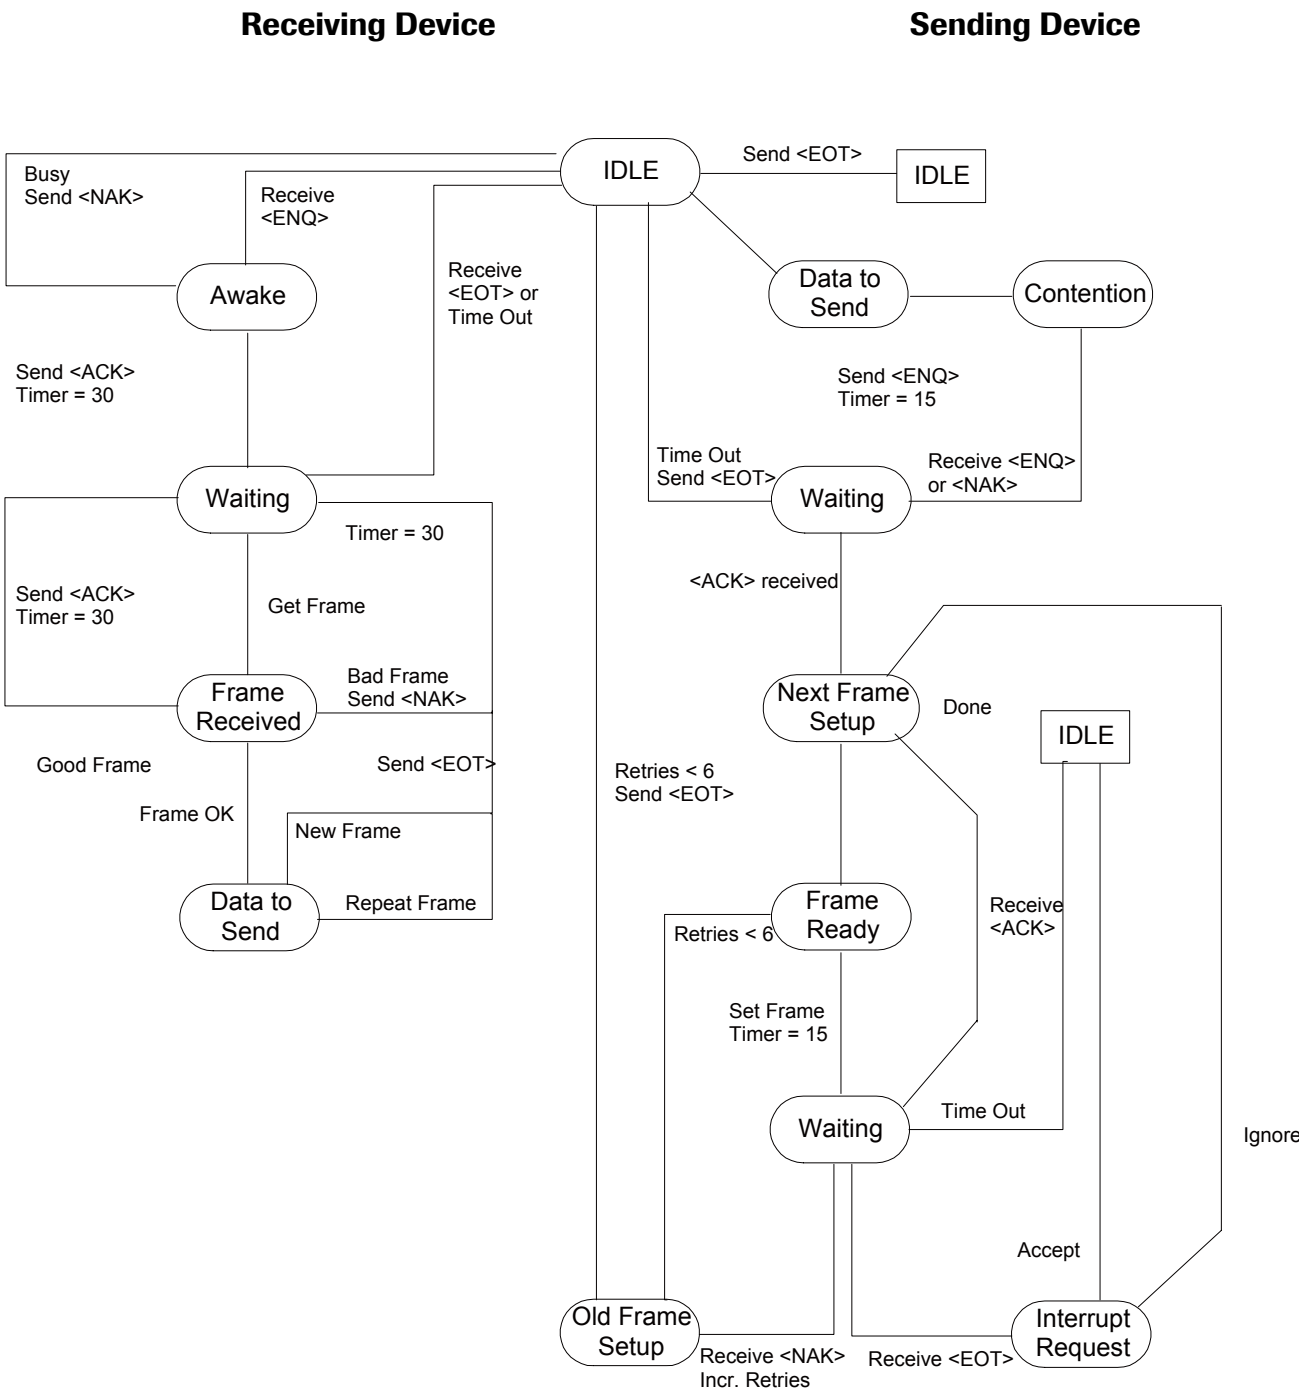 Receiving Device
Sending Device
IDLE
Send <EOT>
IDLE
Busy
Send <NAK>
Receive
<ENQ>
Receive
<EOT> or
Time Out
Awake
Data to
Send
Contention
Send <ACK>
Timer = 30
Send <ENQ>
Timer = 15
Time Out
Send <EOT>
Receive <ENQ>
or <NAK>
Waiting
Waiting
Timer = 30
<ACK> received
Send <ACK>
Timer = 30
Get Frame
Frame
Received
Bad Frame
Send <NAK>
Next Frame
Setup
Done
IDLE
Good Frame
Send <EOT>
Retries < 6
Send <EOT>
Frame OK
New Frame
Data to
Send
Repeat Frame
Frame
Ready
Retries < 6
Receive
<ACK>
Set Frame
Timer = 15
Waiting
Time Out
Ignore
Accept
Old Frame
Setup
Interrupt
Request
Receive <NAK>
Incr. Retries
Receive <EOT>